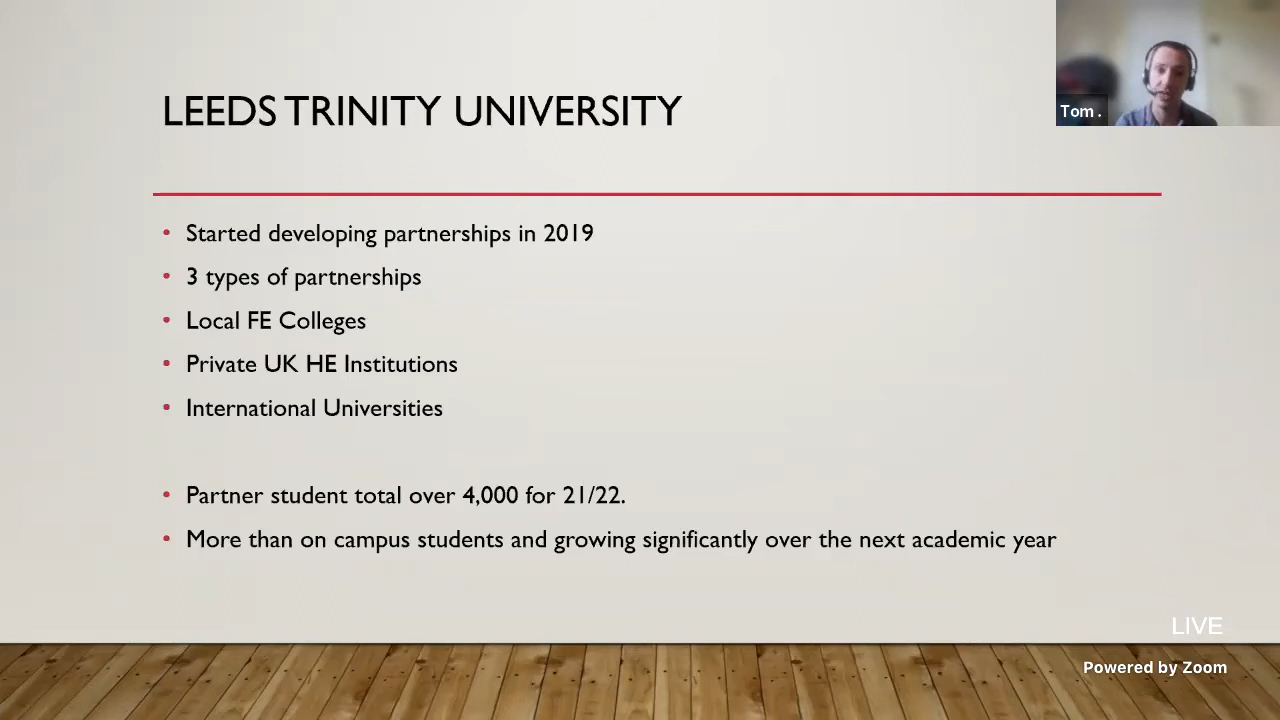 LEEDS TRINITY UNIVERSITY
Tom .
• Started developing partnerships in 2019
• 3 types of partnerships
• Local FE Colleges
• Private UK HE Institutions
• International Universities
• Partner student total over 4,000 for 21/22.
• More than on campus students and growing significantly over the next academic year
LIVE
Powered by Zoom